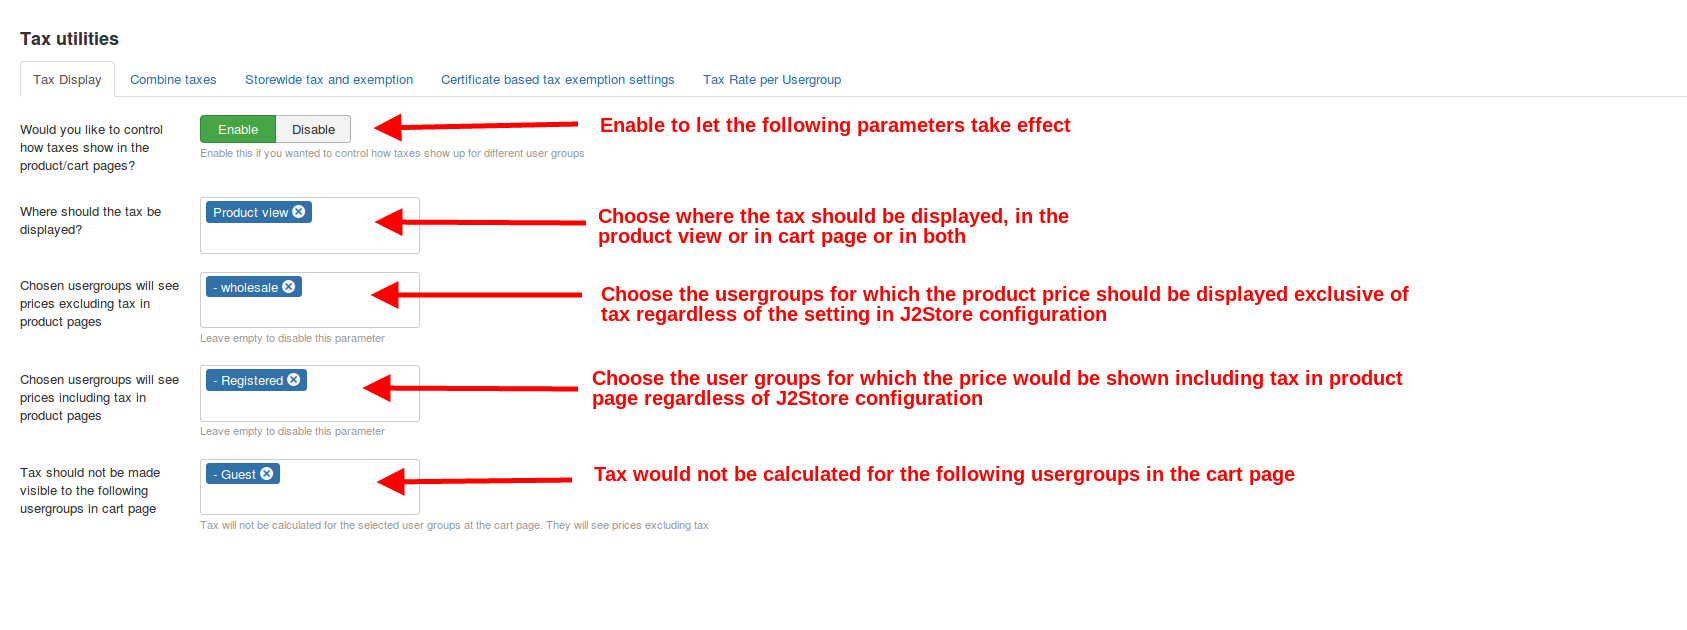 Tax utilities
Tax Display Combine taxes Storewide tax and exemption Certificate based tax exemption settings Tax Rate per Usergroup
Would you like to control
how taxes show in the
product/cart pages?
Enable Disable
Enable this if you wanted to control how taxes show up for different user groups
Enable to let the following parameters take effect
Where should the tax be
displayed?
Product view
Choose where the tax should be displayed, in the
product view or in cart page or in both
Chosen usergroups will see
prices excluding tax in
product pages
- wholesale
Leave empty to disable this parameter
Choose the usergroups for which the product price should be displayed exclusive of
tax regardless of the setting in J2Store configuration
Chosen usergroups will see
prices including tax in
product pages
- Registered
Leave empty to disable this parameter
Choose the user groups for which the price would be shown including tax in product
page regardless of J2Store configuration
Tax should not be made
visible to the following
usergroups in cart page
- Guest
Tax will not be calculated for the selected user groups at the cart page. They will see prices excluding tax
Tax would not be calculated for the following usergroups in the cart page